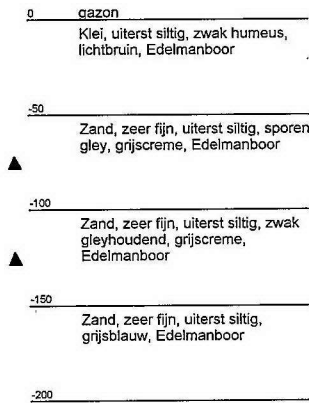 0 gazon
Klei, uiterst siltig, zwak humeus,
lichtbruin, Edelmanboor
-50
Zand, zeer fijn, uiterst siltig, sporen
gley, grijscreme, Edelmanboor
-100
Zand, zeer fijn, uiterst siltig, zwak
gleyhoudend, grijscreme,
Edelmanboor
-150
Zand, zeer fijn, uiterst siltig,
grijsblauw, Edelmanboor
-200